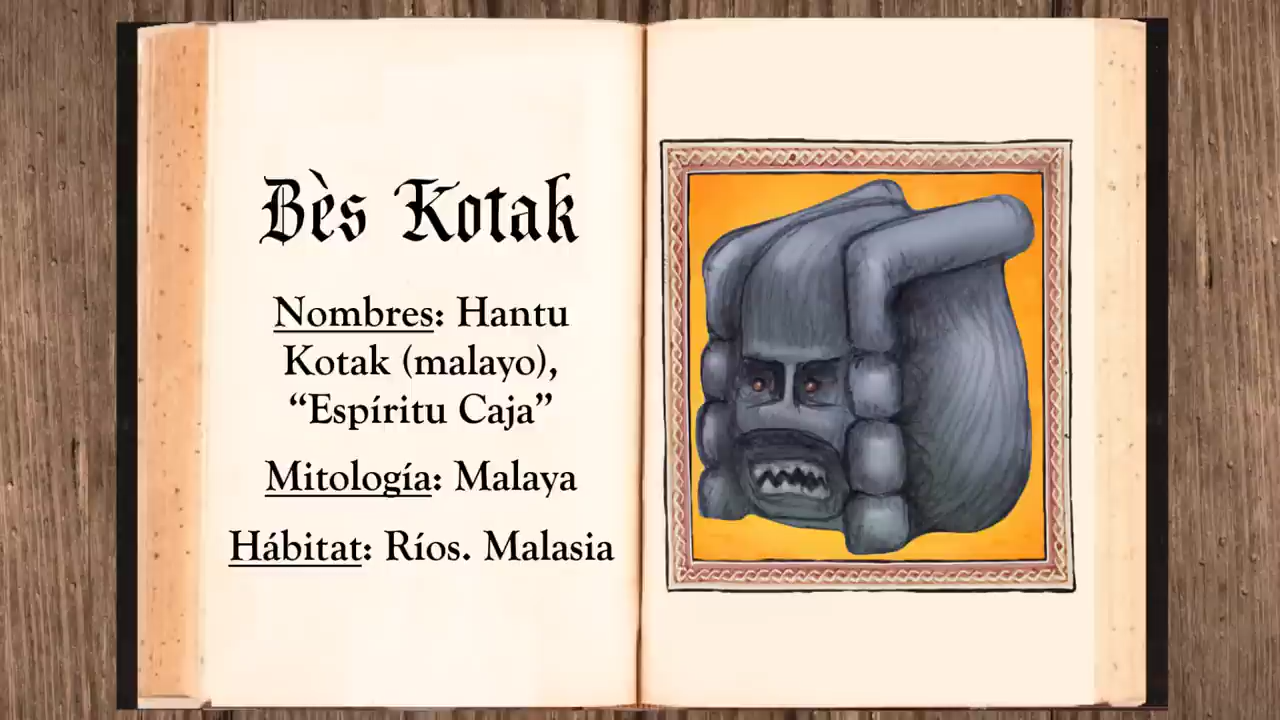 Bès Kotak
Nombres: Hantu
Kotak (malayo),
“Espíritu Caja”
Mitología: Malaya
Hábitat: Ríos. Malasia